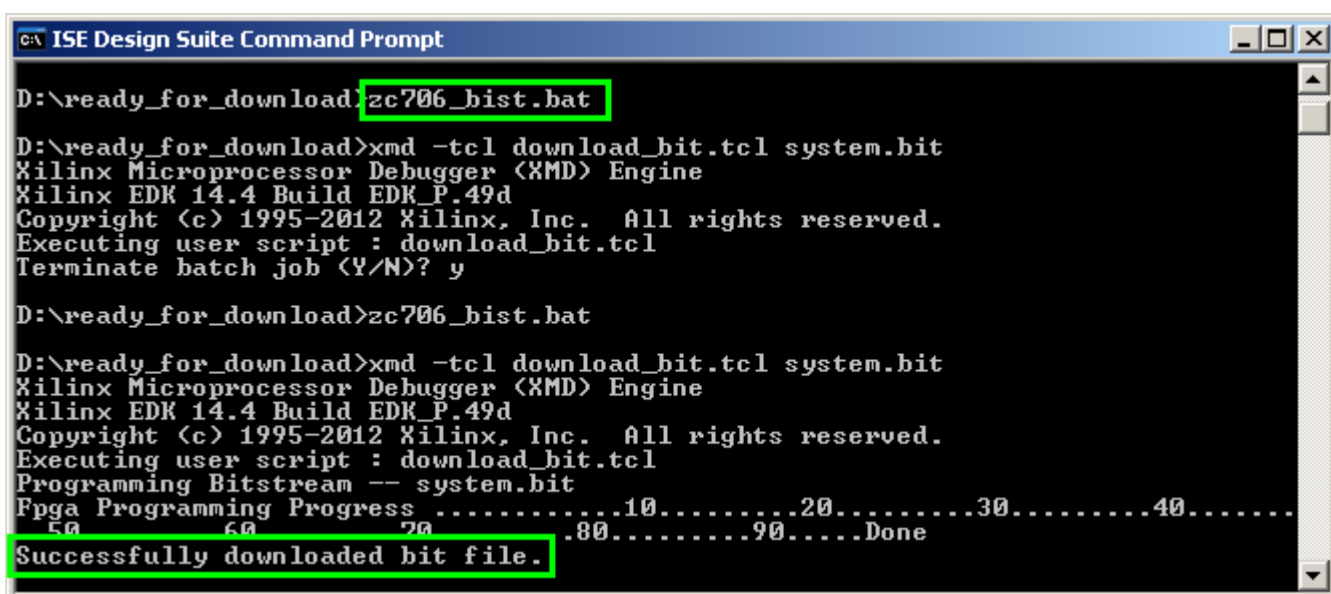 ISE Design Suite Command Prompt
D:\ready_for_download>zc706_bist.bat
D:\ready_for_download>xmd -tcl download_bit.tcl system.bit
Xilinx Microprocessor Debugger (XMD) Engine
Xilinx EDK 14.4 Build EDK_P.49d
Copyright (c) 1995-2012 Xilinx, Inc.  All rights reserved.
Executing user script : download_bit.tcl
Terminate batch job (Y/N)? y
D:\ready_for_download>zc706_bist.bat
D:\ready_for_download>xmd -tcl download_bit.tcl system.bit
Xilinx Microprocessor Debugger (XMD) Engine
Xilinx EDK 14.4 Build EDK_P.49d
Copyright (c) 1995-2012 Xilinx, Inc.  All rights reserved.
Executing user script : download_bit.tcl
Programming Bitstream -- system.bit
Fpga Programming Progress ............10.........20.........30.........40.......
50 60 70 .80.........90.....Done
Successfully downloaded bit file.